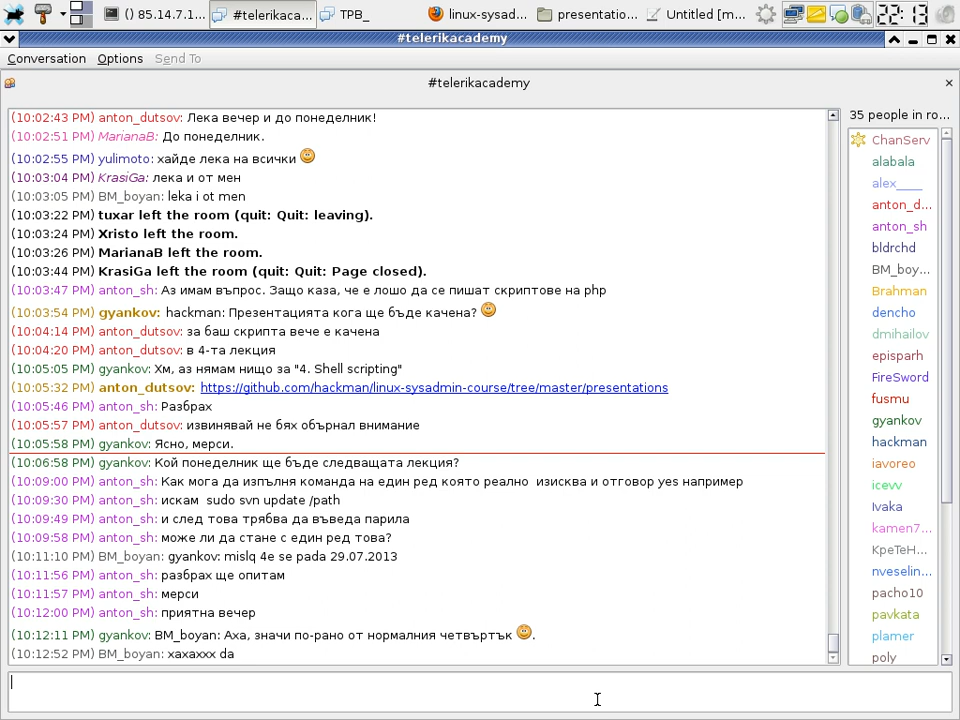 () 85.14.7.1...
#telerikaca...
TPB_
linux-sysad...
presentatio...
Untitled [m...
22:13
#telerikacademy
Conversation Options Send To
#telerikacademy
(10:02:43 PM) anton_dutsov: Лека вечер и до понеделник!
(10:02:51 PM) MarianaB: До понеделник.
(10:02:55 PM) yulimoto: хайде лека на всички
(10:03:04 PM) KrasiGa: лека и от мен
(10:03:05 PM) BM_boyan: leka i ot men
(10:03:22 PM) tuxar left the room (quit: Quit: leaving).
(10:03:24 PM) Xristo left the room.
(10:03:26 PM) MarianaB left the room.
(10:03:44 PM) KrasiGa left the room (quit: Quit: Page closed).
(10:03:47 PM) anton_sh: Аз имам въпрос. Защо каза, че е лошо да се пишат скриптове на php
(10:03:54 PM) gyankov: hackman: Презентацията кога ще бъде качена?
(10:04:14 PM) anton_dutsov: за баш скрипта вече е качена
(10:04:20 PM) anton_dutsov: в 4-та лекция
(10:05:05 PM) gyankov: Хм, аз нямам нищо за "4. Shell scripting"
(10:05:32 PM) anton_dutsov: https://github.com/hackman/linux-sysadmin-course/tree/master/presentations
(10:05:46 PM) anton_sh: Разбрах
(10:05:57 PM) anton_dutsov: извинявай не бях обърнал внимание
(10:05:58 PM) gyankov: Ясно, мерси.
(10:06:58 PM) gyankov: Кой понеделник ще бъде следващата лекция?
(10:09:00 PM) anton_sh: Как мога да изпълня команда на един ред която реално изисква и отговор yes например
(10:09:30 PM) anton_sh: искам sudo svn update /path
(10:09:49 PM) anton_sh: и след това трябва да въведа парила
(10:09:58 PM) anton_sh: може ли да стане с един ред това?
(10:11:10 PM) BM_boyan: gyankov: mislq 4e se pada 29.07.2013
(10:11:56 PM) anton_sh: разбрах ще опитам
(10:11:57 PM) anton_sh: мерси
(10:12:00 PM) anton_sh: приятна вечер
(10:12:11 PM) gyankov: BM_boyan: Аха, значи по-рано от нормалния четвъртък .
(10:12:52 PM) BM_boyan: xaxaxxx da
35 people in ro...
ChanServ
alabala
alex____
anton_d...
anton_sh
bldrchd
BM_boy...
Brahman
dencho
dmihailov
episparh
FireSword
fusmu
gyankov
hackman
iavoreo
icevv
Ivaka
kamen7...
KpeTeH...
nveselin...
pacho10
pavkata
plamer
poly